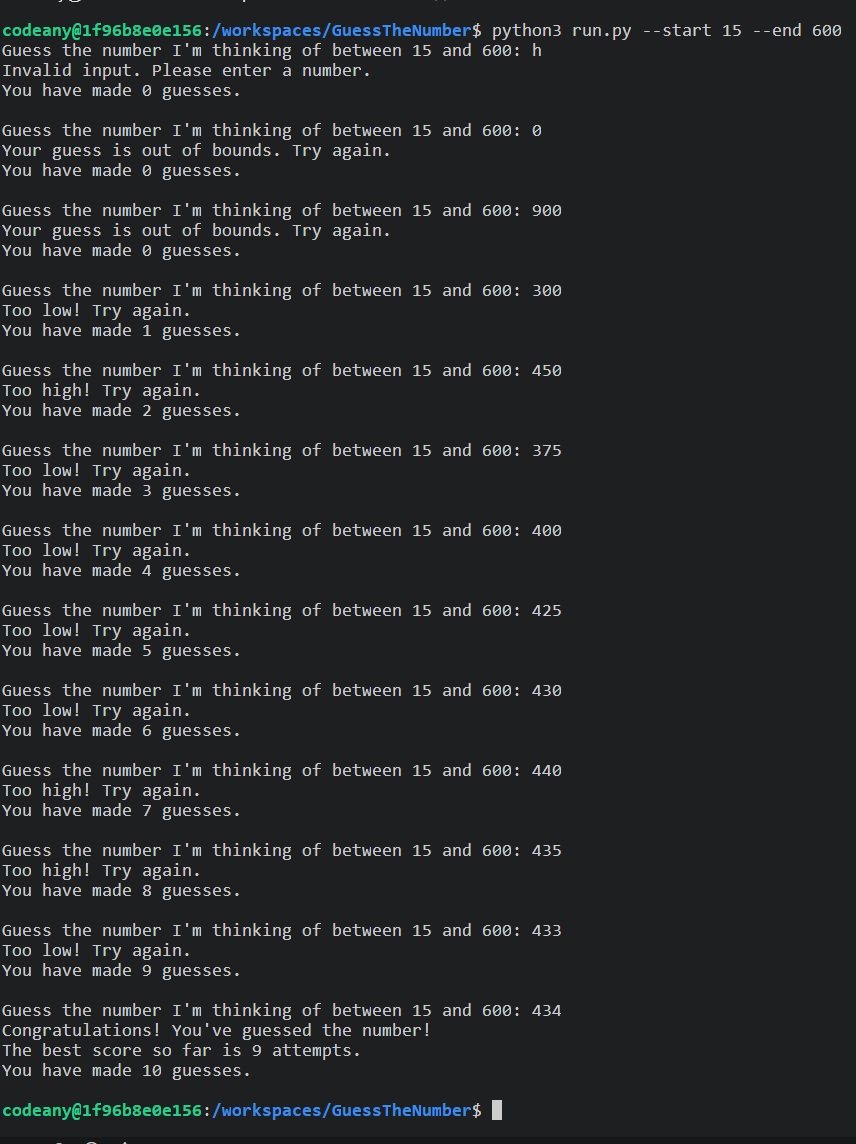 codeany@1f96b8e0e156:/workspaces/GuessTheNumber$ python3 run.py --start 15 --end 600
Guess the number I'm thinking of between 15 and 600: h
Invalid input. Please enter a number.
You have made 0 guesses.
Guess the number I'm thinking of between 15 and 600: 0
Your guess is out of bounds. Try again.
You have made 0 guesses.
Guess the number I'm thinking of between 15 and 600: 900
Your guess is out of bounds. Try again.
You have made 0 guesses.
Guess the number I'm thinking of between 15 and 600: 300
Too low! Try again.
You have made 1 guesses.
Guess the number I'm thinking of between 15 and 600: 450
Too high! Try again.
You have made 2 guesses.
Guess the number I'm thinking of between 15 and 600: 375
Too low! Try again.
You have made 3 guesses.
Guess the number I'm thinking of between 15 and 600: 400
Too low! Try again.
You have made 4 guesses.
Guess the number I'm thinking of between 15 and 600: 425
Too low! Try again.
You have made 5 guesses.
Guess the number I'm thinking of between 15 and 600: 430
Too low! Try again.
You have made 6 guesses.
Guess the number I'm thinking of between 15 and 600: 440
Too high! Try again.
You have made 7 guesses.
Guess the number I'm thinking of between 15 and 600: 435
Too high! Try again.
You have made 8 guesses.
Guess the number I'm thinking of between 15 and 600: 433
Too low! Try again.
You have made 9 guesses.
Guess the number I'm thinking of between 15 and 600: 434
Congratulations! You've guessed the number!
The best score so far is 9 attempts.
You have made 10 guesses.
codeany@1f96b8e0e156:/workspaces/GuessTheNumber$